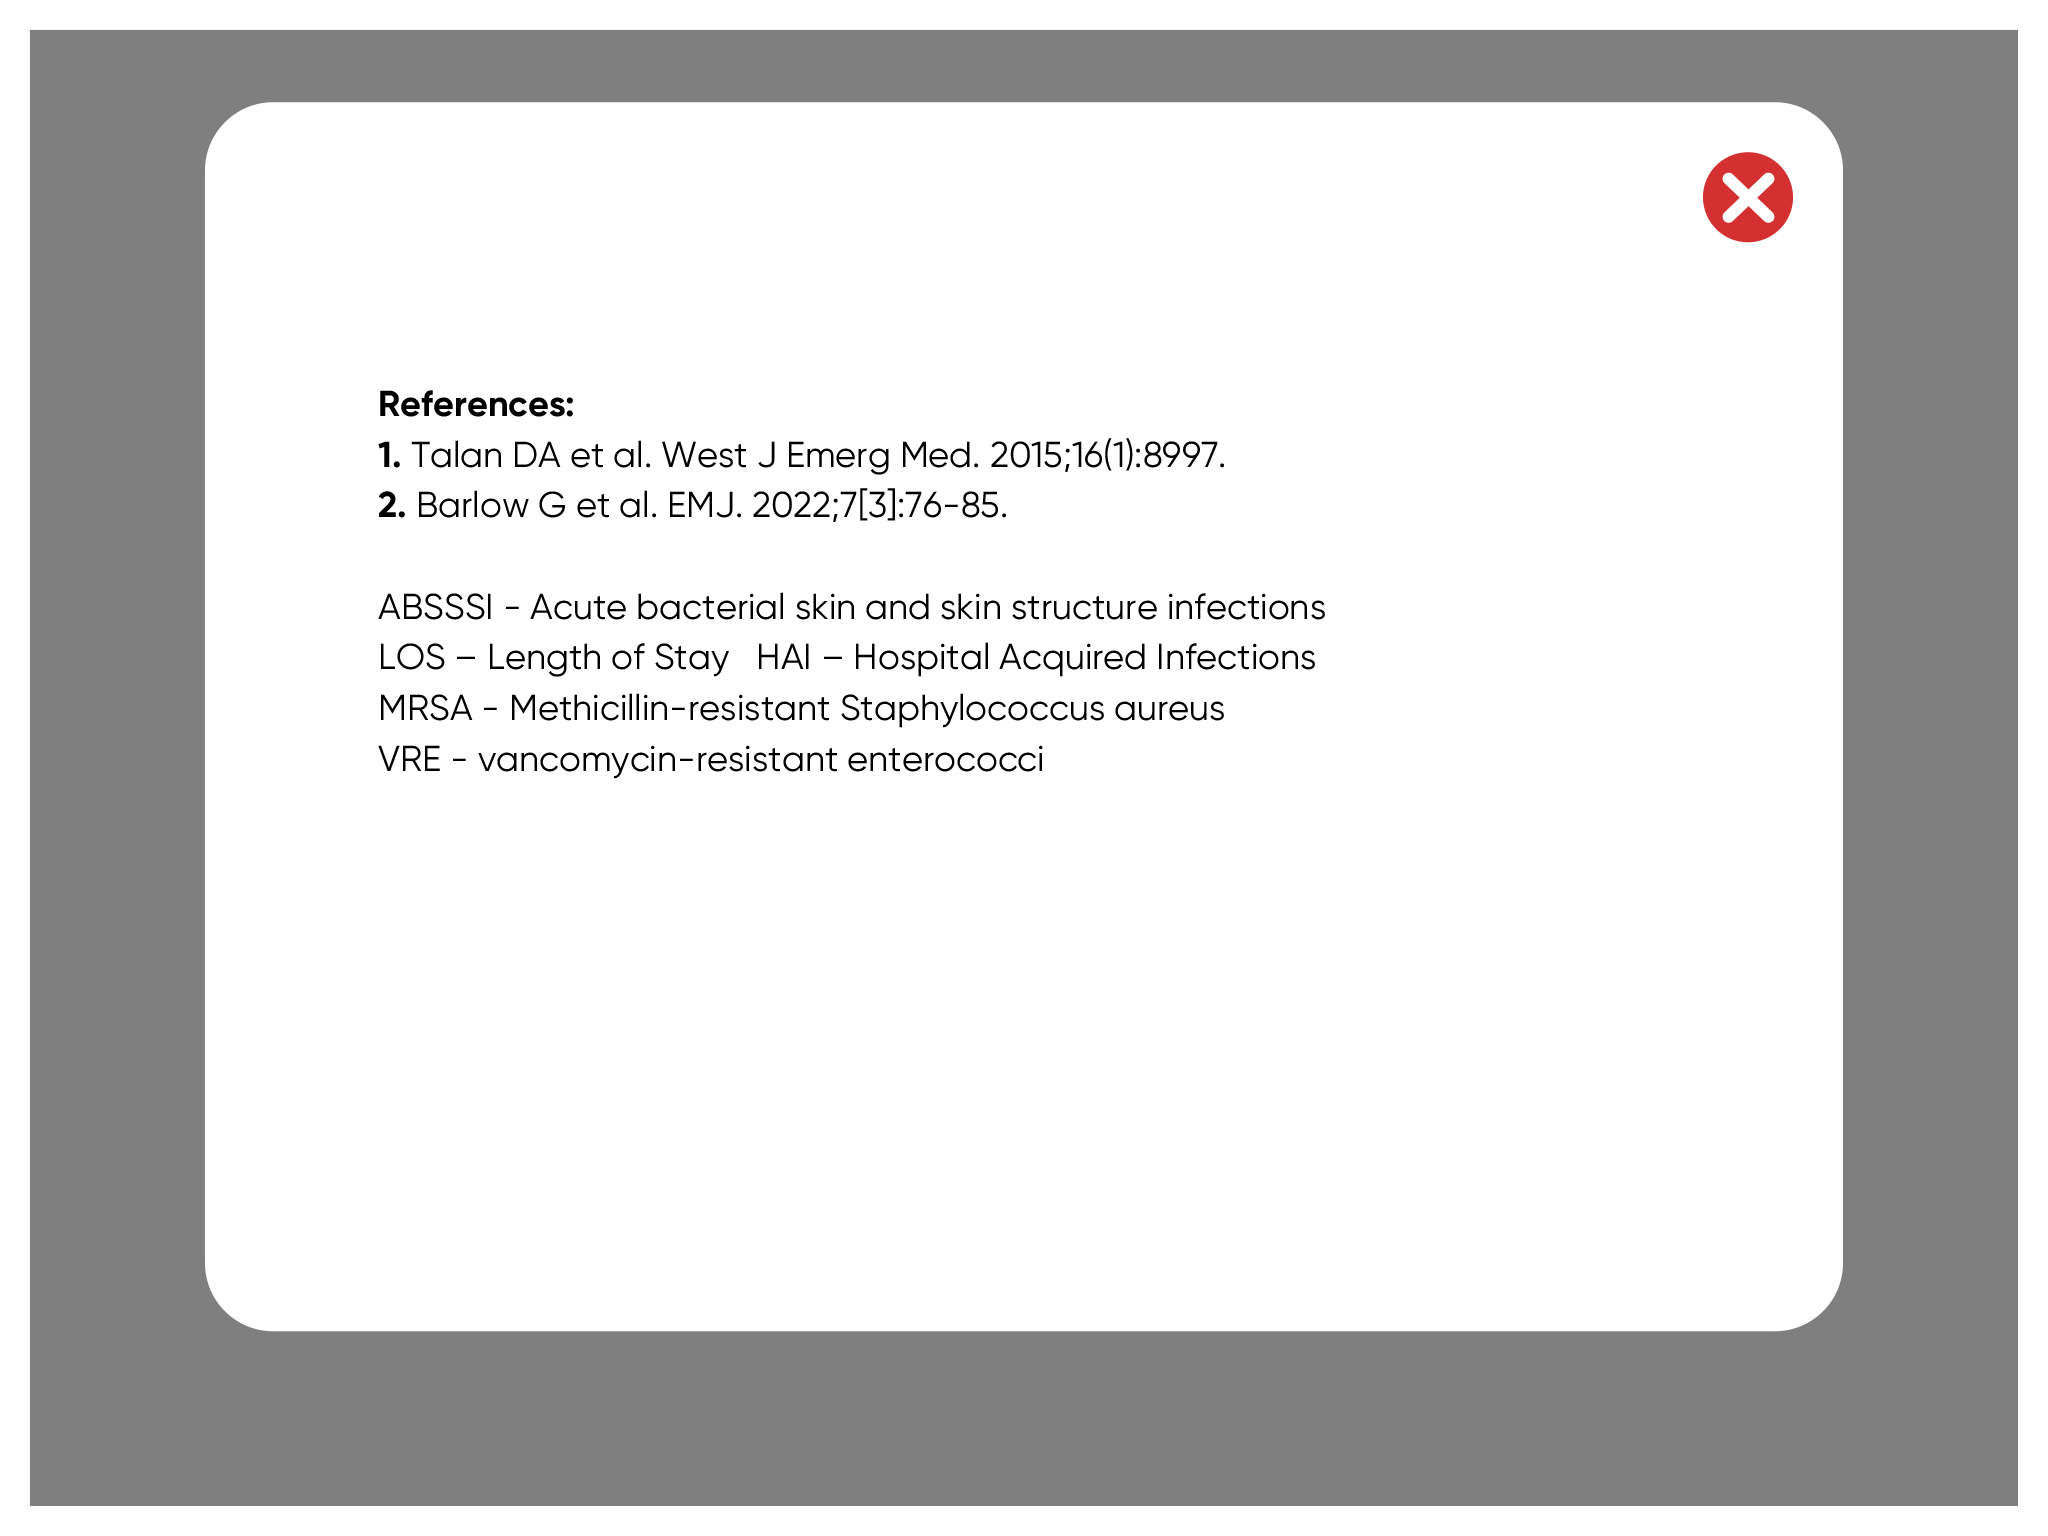 References:
1. Talan DA et al. West J Emerg Med. 2015;16(1):8997.
2. Barlow G et al. EMJ. 2022;7[3]:76-85.
ABSSSI - Acute bacterial skin and skin structure infections
LOS – Length of Stay   HAI – Hospital Acquired Infections
MRSA - Methicillin-resistant Staphylococcus aureus
VRE - vancomycin-resistant enterococci